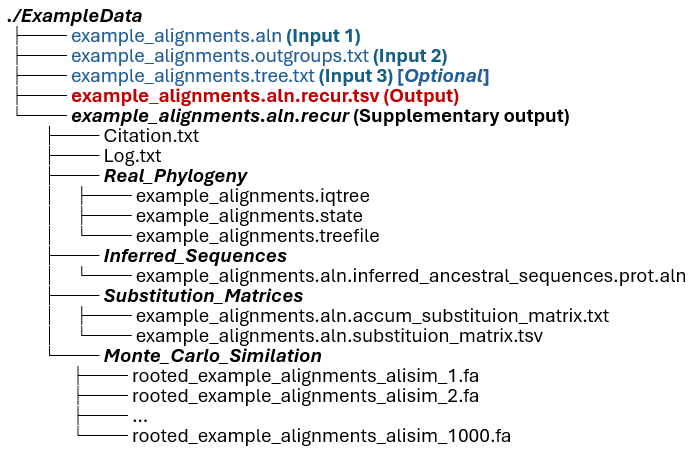 ./ExampleData
example_alignments.aln (Input 1)
example_alignments.outgroups.txt (Input 2)
example_alignments.tree.txt (Input 3) [Optional]
example_alignments.aln.recur.tsv (Output)
example_alignments.aln.recur (Supplementary output)
Citation.txt
Log.txt
Real_Phylogeny
example_alignments.iqtree
example_alignments.state
example_alignments.treefile
Inferred_Sequences
example_alignments.aln.inferred_ancestral_sequences.prot.aln
Substitution_Matrices
example_alignments.aln.accum_substituion_matrix.txt
example_alignments.aln.substituion_matrix.tsv
Monte_Carlo_Similation
rooted_example_alignments_alisim_1.fa
rooted_example_alignments_alisim_2.fa
...
rooted_example_alignments_alisim_1000.fa